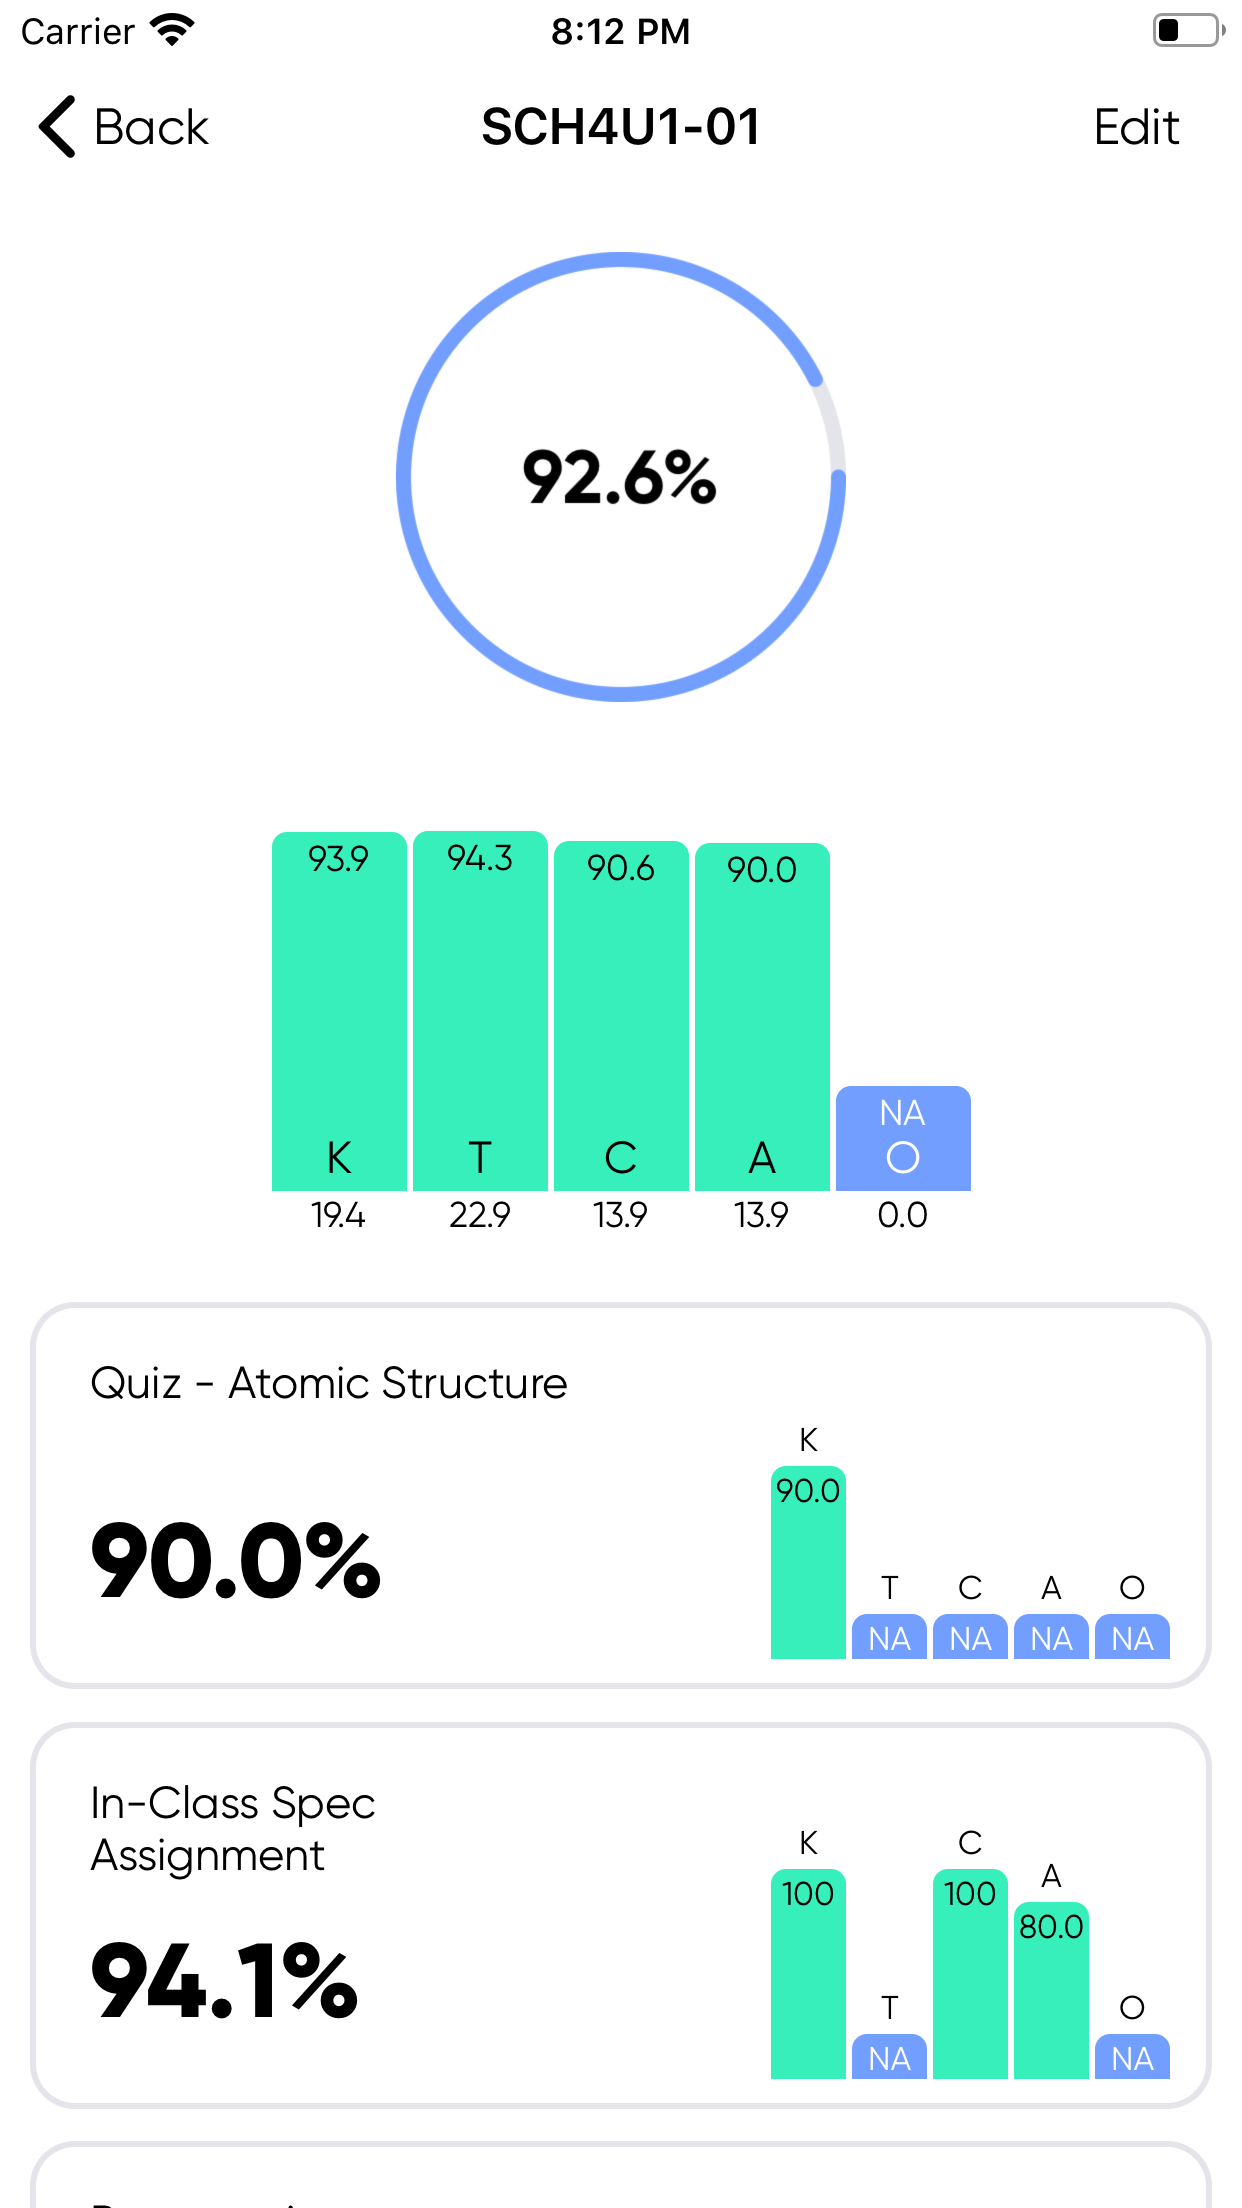 Carrier 8:12 PM
Back SCH4U1-01 Edit
92.6%
93.9 94.3 90.6 90.0 NA
K T C A O
19.4 22.9 13.9 13.9 0.0
Quiz - Atomic Structure
K
90.0
90.0%
T C A O
NA NA NA NA
In-Class Spec
Assignment
K C
A
100 100
80.0
94.1%
T O
NA NA